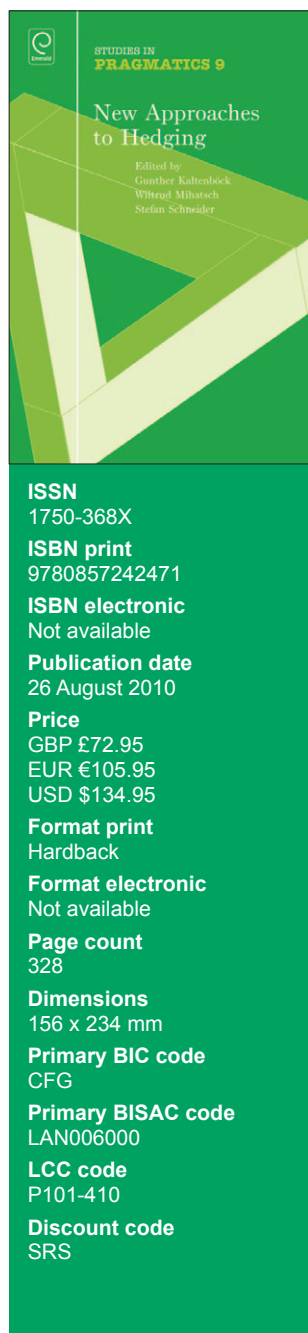 Emerald
STUDIES IN
PRAGMATICS 9
New Approaches
to Hedging
Edited by
Gunther Kaltenböck
Wiltrud Mihatsch
Stefan Schneider
ISSN
1750-368X
ISBN print
9780857242471
ISBN electronic
Not available
Publication date
26 August 2010
Price
GBP £72.95
EUR €105.95
USD $134.95
Format print
Hardback
Format electronic
Not available
Page count
328
Dimensions
156 x 234 mm
Primary BIC code
CFG
Primary BISAC code
LAN006000
LCC code
P101-410
Discount code
SRS